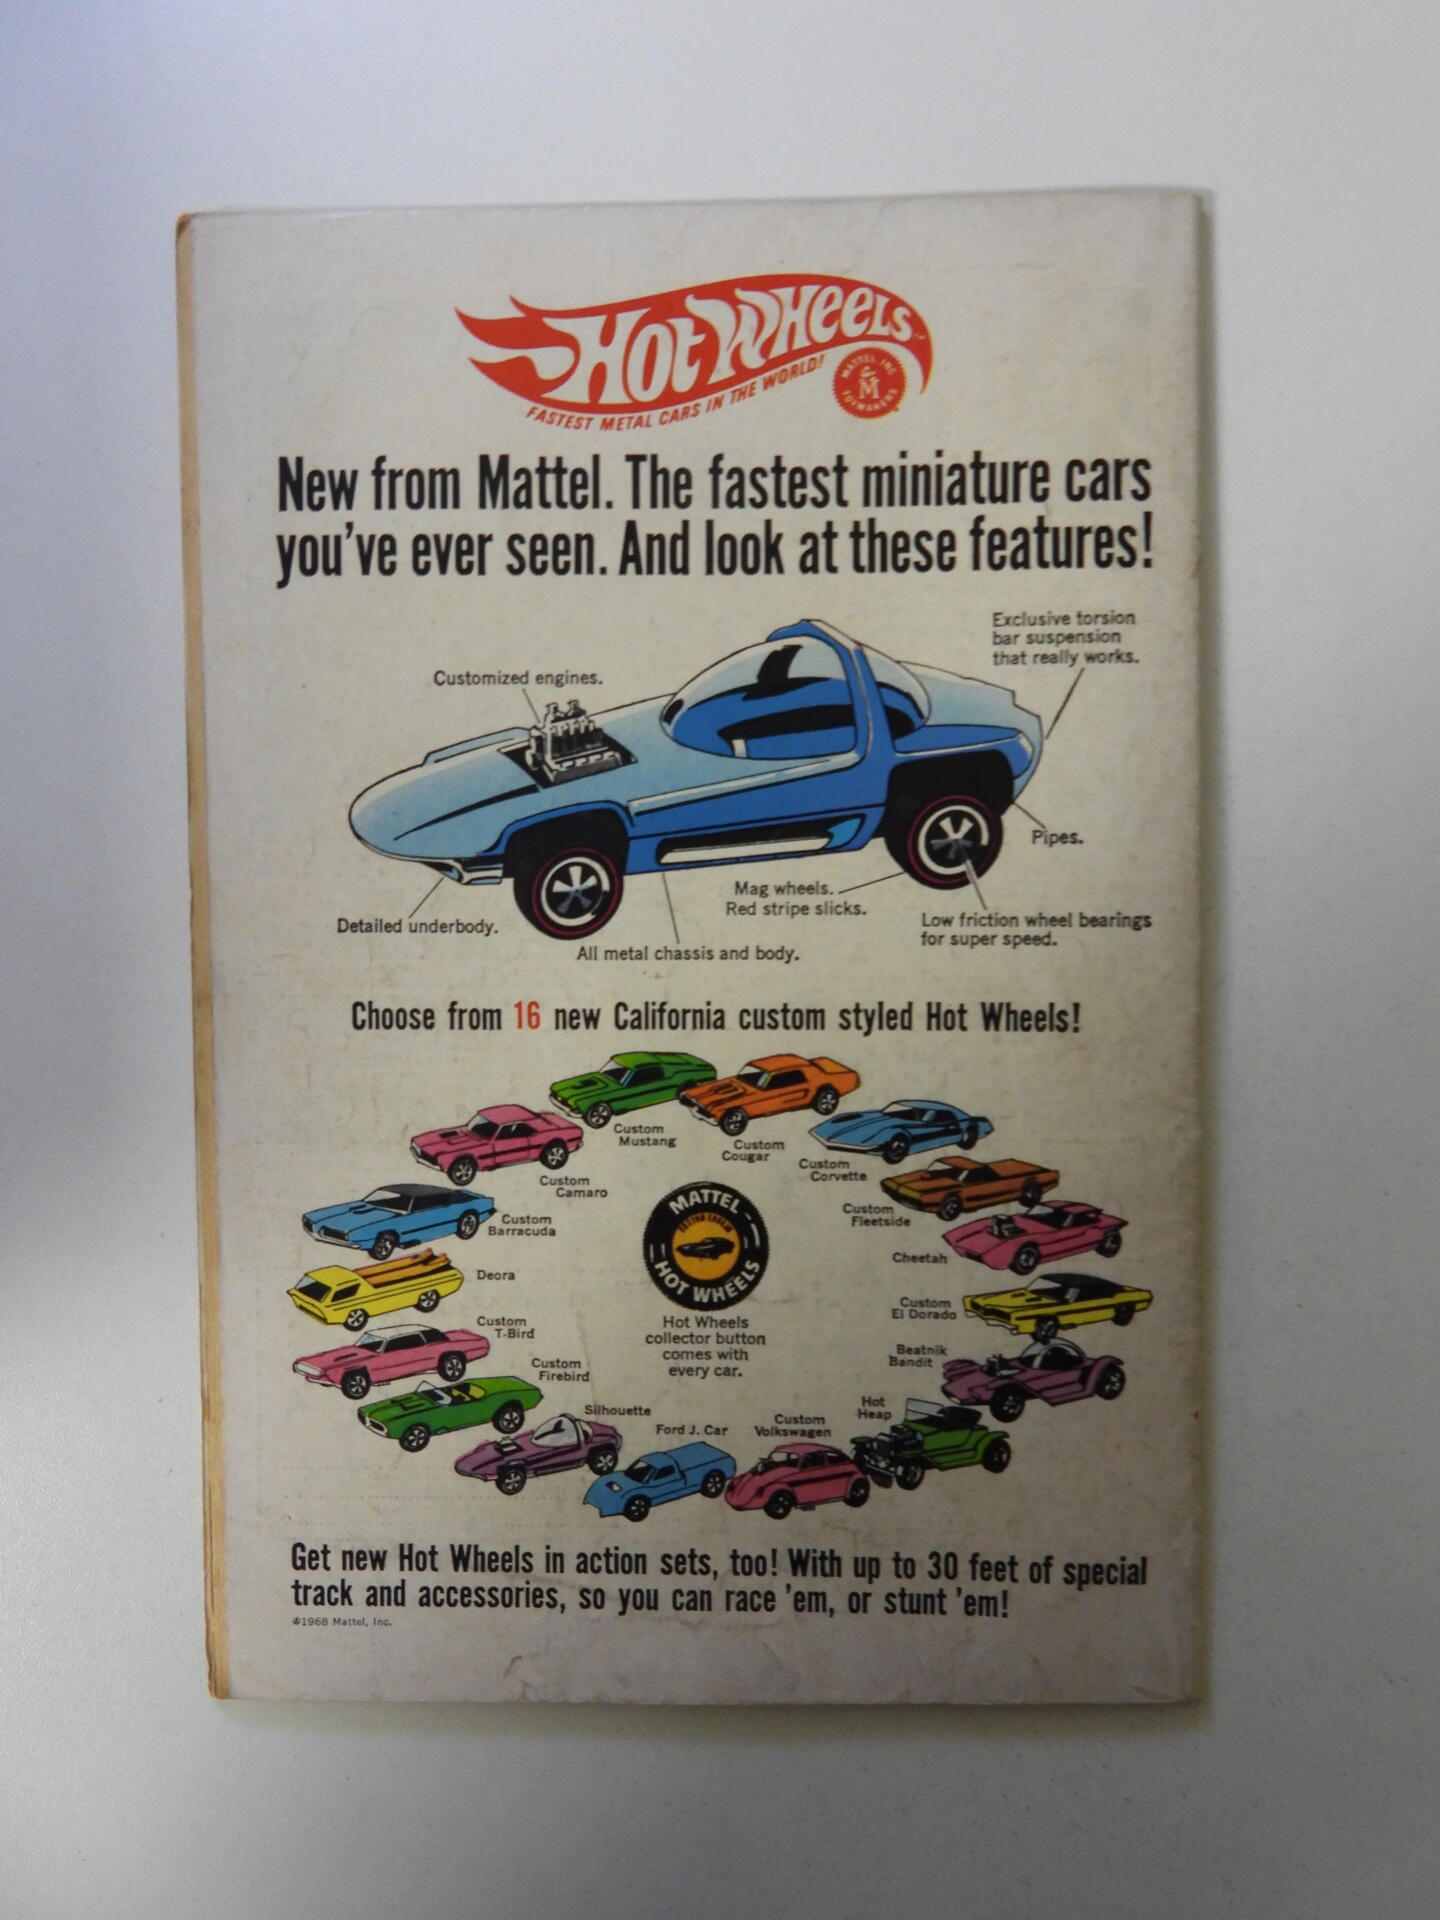 Hot Wheels
FASTEST METAL CARS IN THE WORLD!
MATTEL INC
M
TOYMAKERS
New from Mattel. The fastest miniature cars
you've ever seen. And look at these features!
Exclusive torsion
bar suspension
that really works.
Customized engines.
Pipes.
Mag wheels.
Red stripe slicks.
Low friction wheel bearings
for super speed.
Detailed underbody.
All metal chassis and body.
Choose from 16 new California custom styled Hot Wheels!
Custom
Mustang
Custom
Cougar
Custom
Corvette
Custom
Camaro
Custom
Fleetside
Custom
Barracuda
Cheetah
Deora
Custom
El Dorado
Custom
T-Bird
Beatnik
Bandit
Custom
Firebird
Hot
Heap
Silhouette
Ford J. Car
Custom
Volkswagen
MATTEL
HOT WHEELS
Hot Wheels
collector button
comes with
every car.
Get new Hot Wheels in action sets, too! With up to 30 feet of special
track and accessories, so you can race 'em, or stunt 'em!
©1968 Mattel, Inc.